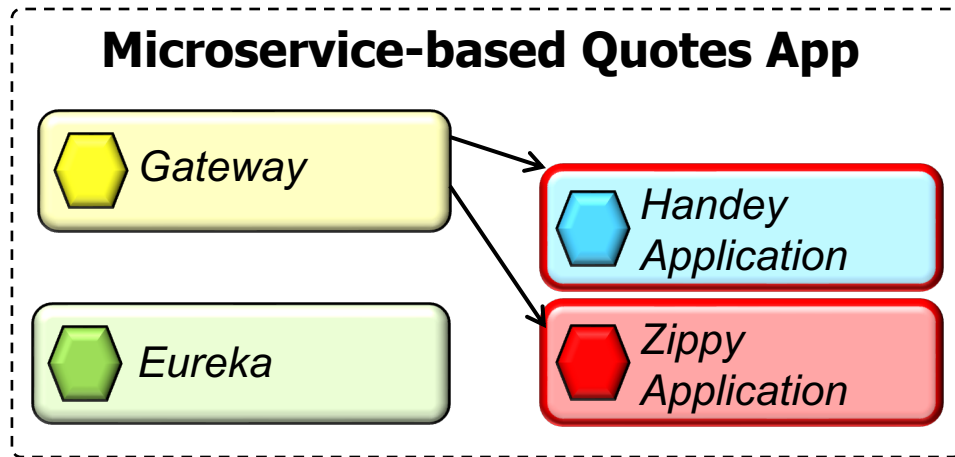 Microservice-based Quotes App
Gateway
Handey
Application
Eureka
Zippy
Application